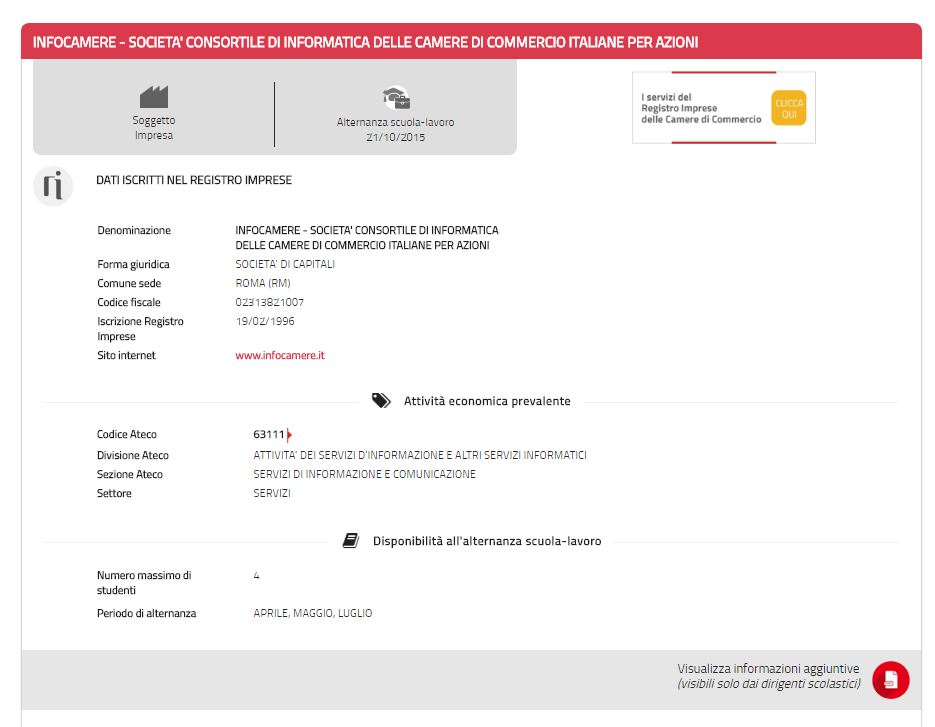 INFOCAMERE - SOCIETA' CONSORTILE DI INFORMATICA DELLE CAMERE DI COMMERCIO ITALIANE PER AZIONI
Soggetto
Impresa
Alternanza scuola-lavoro
21/10/2015
I servizi del
Registro Imprese
delle Camere di Commercio
CLICCA
QUI
ri
DATI ISCRITTI NEL REGISTRO IMPRESE
Denominazione INFOCAMERE - SOCIETA' CONSORTILE DI INFORMATICA
DELLE CAMERE DI COMMERCIO ITALIANE PER AZIONI
Forma giuridica SOCIETA' DI CAPITALI
Comune sede ROMA (RM)
Codice fiscale 02313821007
Iscrizione Registro 19/02/1996
Imprese
Sito internet www.infocamere.it
Attività economica prevalente
Codice Ateco 63111
Divisione Ateco ATTIVITA' DEI SERVIZI D'INFORMAZIONE E ALTRI SERVIZI INFORMATICI
Sezione Ateco SERVIZI DI INFORMAZIONE E COMUNICAZIONE
Settore SERVIZI
Disponibilità all'alternanza scuola-lavoro
Numero massimo di 4
studenti
Periodo di alternanza APRILE, MAGGIO, LUGLIO
Visualizza informazioni aggiuntive
(visibili solo dai dirigenti scolastici)